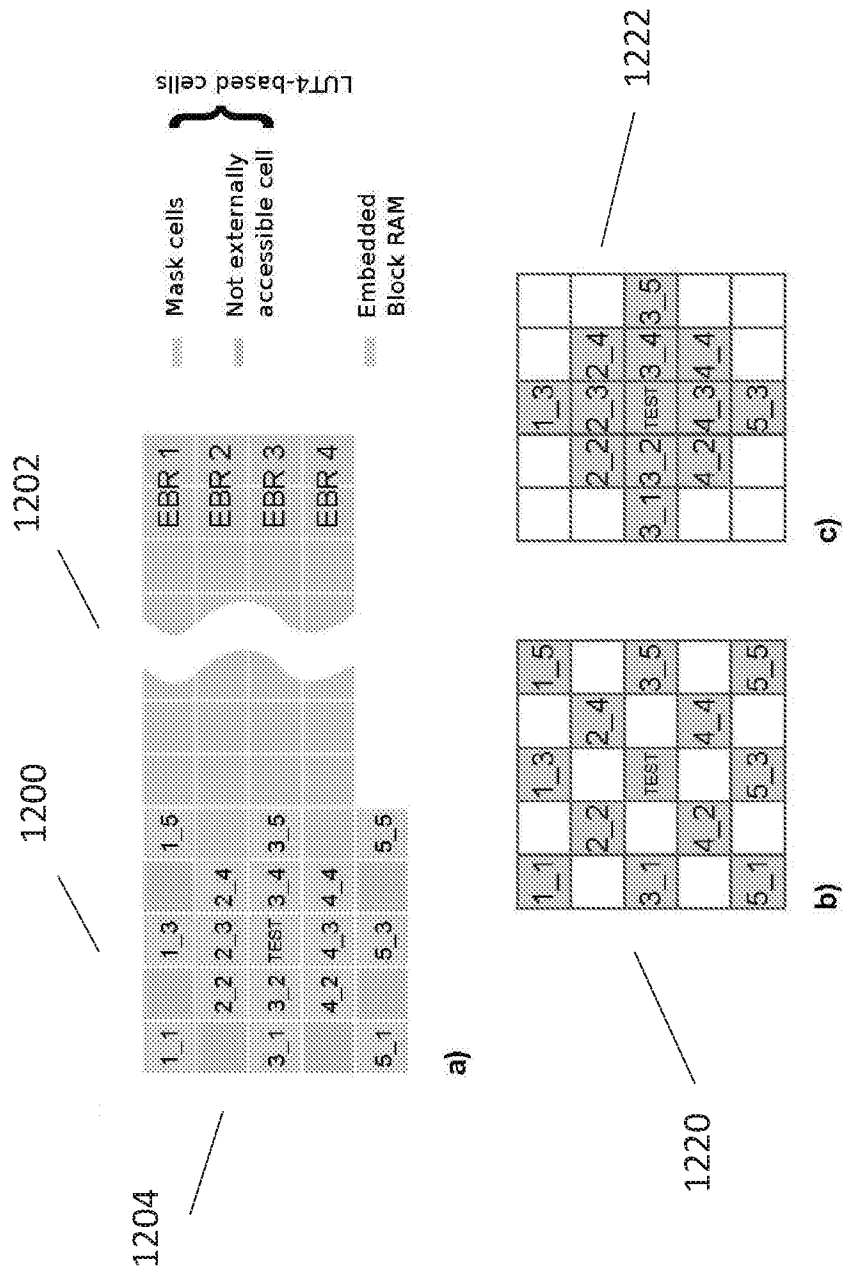 1200
1202
1204
1_1 1_3 1_5
2_2 2_3 2_4
3_1 3_2 TEST 3_4 3_5
4_2 4_3 4_4
5_1 5_3 5_5
EBR 1
EBR 2
EBR 3
EBR 4
a)
Mask cells
Not externally
accessible cell
LUT4-based cells
Embedded
Block RAM
1220
1_1 1_3 1_5
2_2 2_4
3_1 TEST 3_5
4_2 4_4
5_1 5_3 5_5
b)
1222
1_3
2_2 2_3 2_4
3_1 3_2 TEST 3_4 3_5
4_2 4_3 4_4
5_3
c)